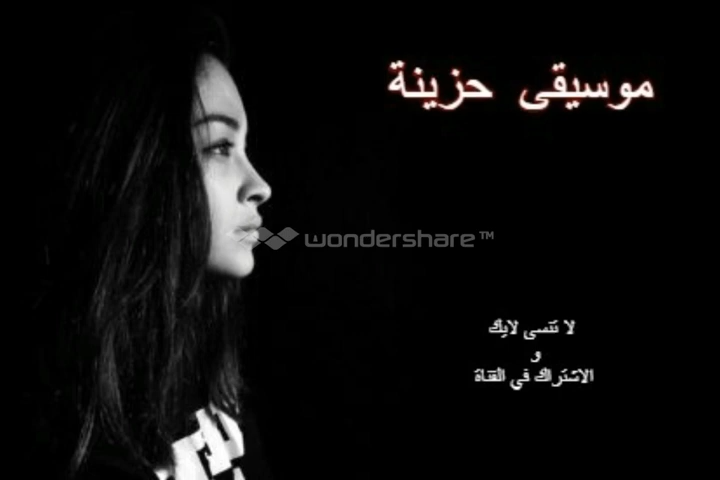 موسيقى حزينة
wondershare™
لا تنسى لايك
و
الاشتراك في القناة